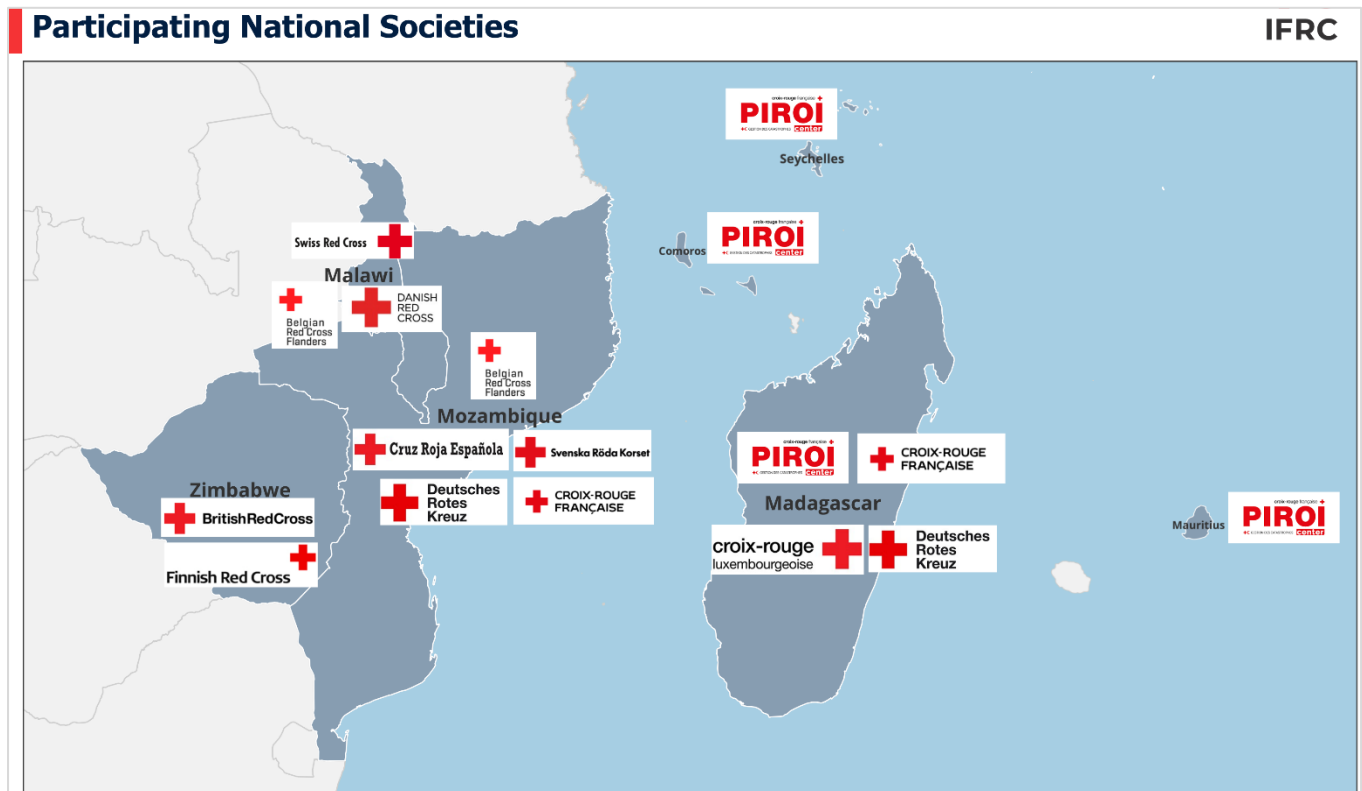 Participating National Societies
IFRC
croix-rouge française
PIROI
center
Seychelles
croix-rouge française
PIROI
center
Comoros
Swiss Red Cross
Malawi
Belgian
Red Cross
Flanders
DANISH
RED
CROSS
Belgian
Red Cross
Flanders
Mozambique
Cruz Roja Española
Svenska Röda Korset
Deutsches
Rotes
Kreuz
CROIX-ROUGE
FRANÇAISE
Zimbabwe
BritishRedCross
Finnish Red Cross
croix-rouge française
PIROI
center
CROIX-ROUGE
FRANÇAISE
Madagascar
croix-rouge
luxembourgeoise
Deutsches
Rotes
Kreuz
Mauritius
croix-rouge française
PIROI
center